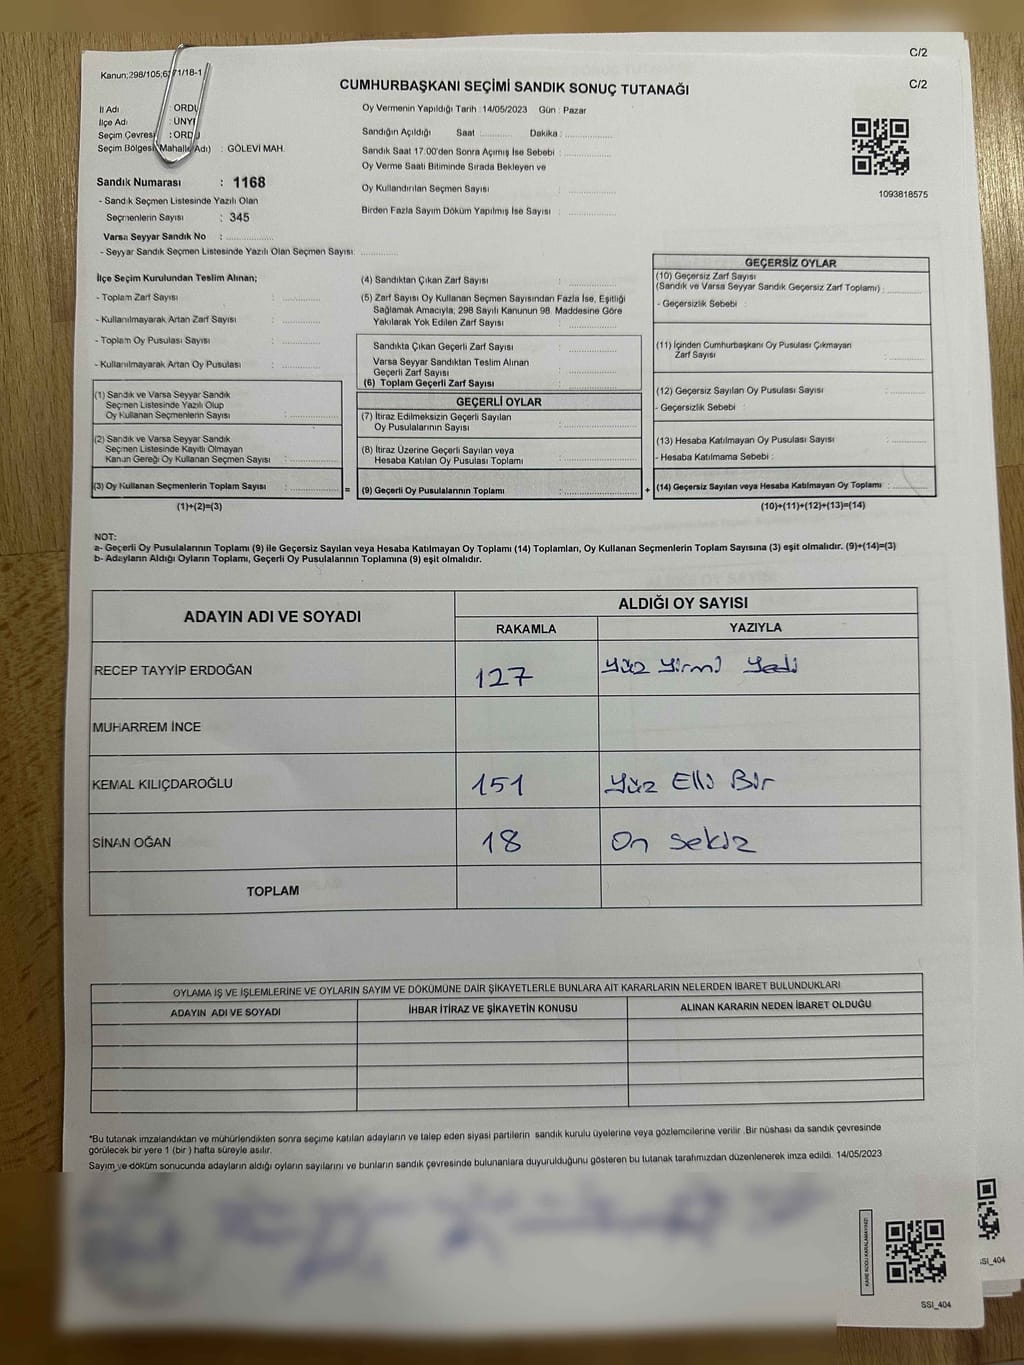 C/2
Kanun;298/105;6271/18-1
CUMHURBAŞKANI SEÇİMİ SANDIK SONUÇ TUTANAĞI
C/2
İl Adı : ORDU
İlçe Adı : ÜNYE
Seçim Çevresi : ORDU
Seçim Bölgesi (Mahalle Adı) : GÖLEVİ MAH.
Oy Vermenin Yapıldığı Tarih : 14/05/2023 Gün : Pazar
Sandığın Açıldığı Saat ............ Dakika : ............
Sandık Saat 17:00'den Sonra Açımış İse Sebebi : ............
Oy Verme Saati Bitiminde Sırada Bekleyen ve
Oy Kullandırılan Seçmen Sayısı : ............
Birden Fazla Sayım Döküm Yapılmış İse Sayısı : ............
1093818575
Sandık Numarası : 1168
- Sandık Seçmen Listesinde Yazılı Olan
Seçmenlerin Sayısı : 345
Varsa Seyyar Sandık No : ............
- Seyyar Sandık Seçmen Listesinde Yazılı Olan Seçmen Sayısı: ............
İlçe Seçim Kurulundan Teslim Alınan;
- Toplam Zarf Sayısı : ............
- Kullanılmayarak Artan Zarf Sayısı : ............
- Toplam Oy Pusulası Sayısı : ............
- Kullanılmayarak Artan Oy Pusulası : ............
(1) Sandık ve Varsa Seyyar Sandık
Seçmen Listesinde Yazılı Olup
Oy Kullanan Seçmenlerin Sayısı : ............
(2) Sandık ve Varsa Seyyar Sandık
Seçmen Listesinde Kayıtlı Olmayan
Kanun Gereği Oy Kullanan Seçmen Sayısı : ............
(3) Oy Kullanan Seçmenlerin Toplam Sayısı : ............
(1)+(2)=(3)
(4) Sandıktan Çıkan Zarf Sayısı : ............
(5) Zarf Sayısı Oy Kullanan Seçmen Sayısından Fazla İse, Eşitliği
Sağlamak Amacıyla, 298 Sayılı Kanunun 98. Maddesine Göre
Yakılarak Yok Edilen Zarf Sayısı : ............
Sandıkta Çıkan Geçerli Zarf Sayısı : ............
Varsa Seyyar Sandıktan Teslim Alınan
Geçerli Zarf Sayısı : ............
(6) Toplam Geçerli Zarf Sayısı : ............
GEÇERLİ OYLAR
(7) İtiraz Edilmeksizin Geçerli Sayılan
Oy Pusulalarının Sayısı : ............
(8) İtiraz Üzerine Geçerli Sayılan veya
Hesaba Katılan Oy Pusulası Toplamı : ............
= (9) Geçerli Oy Pusulalarının Toplamı : ............
GEÇERSİZ OYLAR
(10) Geçersiz Zarf Sayısı
(Sandık ve Varsa Seyyar Sandık Geçersiz Zarf Toplamı) : ............
- Geçersizlik Sebebi :
(11) İçinden Cumhurbaşkanı Oy Pusulası Çıkmayan
Zarf Sayısı : ............
(12) Geçersiz Sayılan Oy Pusulası Sayısı : ............
- Geçersizlik Sebebi :
(13) Hesaba Katılmayan Oy Pusulası Sayısı : ............
- Hesaba Katılmama Sebebi :
+ (14) Geçersiz Sayılan veya Hesaba Katılmayan Oy Toplamı : ............
(10)+(11)+(12)+(13)=(14)
NOT:
a- Geçerli Oy Pusulalarının Toplamı (9) ile Geçersiz Sayılan veya Hesaba Katılmayan Oy Toplamı (14) Toplamları, Oy Kullanan Seçmenlerin Toplam Sayısına (3) eşit olmalıdır. (9)+(14)=(3)
b- Adayların Aldığı Oyların Toplamı, Geçerli Oy Pusulalarının Toplamına (9) eşit olmalıdır.
ADAYIN ADI VE SOYADI
ALDIĞI OY SAYISI
RAKAMLA YAZIYLA
RECEP TAYYİP ERDOĞAN 127 Yüz Yirmi Yedi
MUHARREM İNCE
KEMAL KILIÇDAROĞLU 151 Yüz Elli Bir
SİNAN OĞAN 18 On sekiz
TOPLAM
OYLAMA İŞ VE İŞLEMLERİNE VE OYLARIN SAYIM VE DÖKÜMÜNE DAİR ŞİKAYETLERLE BUNLARA AİT KARARLARIN NELERDEN İBARET BULUNDUKLARI
ADAYIN ADI VE SOYADI İHBAR İTİRAZ VE ŞİKAYETİN KONUSU ALINAN KARARIN NEDEN İBARET OLDUĞU
*Bu tutanak imzalandıktan ve mühürlendikten sonra seçime katılan adayların ve talep eden siyasi partilerin sandık kurulu üyelerine veya gözlemcilerine verilir .Bir nüshası da sandık çevresinde
görülecek bir yere 1 (bir ) hafta süreyle asılır.
Sayım ve döküm sonucunda adayların aldığı oyların sayılarını ve bunların sandık çevresinde bulunanlara duyurulduğunu gösteren bu tutanak tarafımızdan düzenlenerek imza edildi. 14/05/2023
KARE KODU KARALAMAYINIZ!
SSI_404
SSI_404